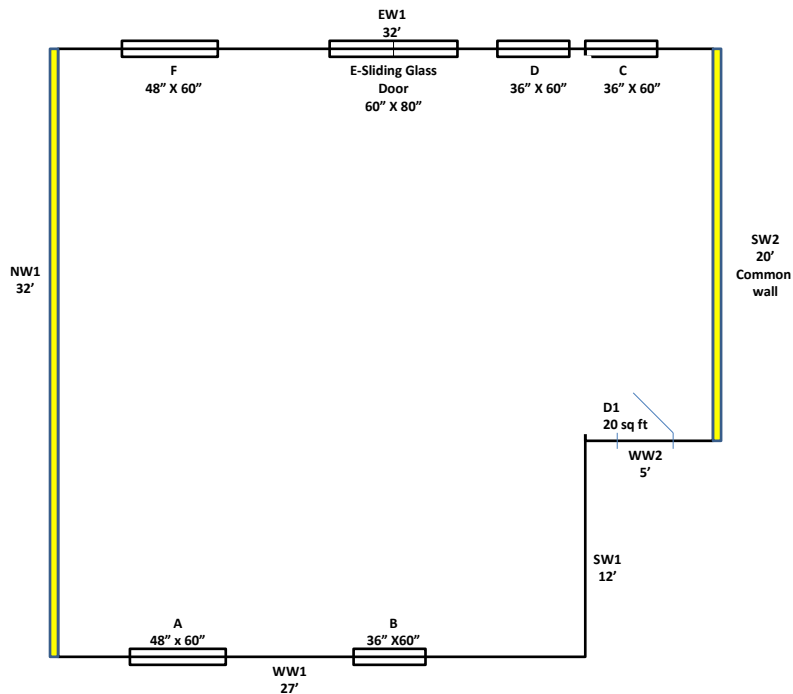 EW1
32’
F
48” X 60”
E-Sliding Glass
Door
60” X 80”
D
36” X 60”
C
36” X 60”
NW1
32’
SW2
20’
Common
wall
D1
20 sq ft
WW2
5’
SW1
12’
A
48” x 60”
B
36” X60”
WW1
27’